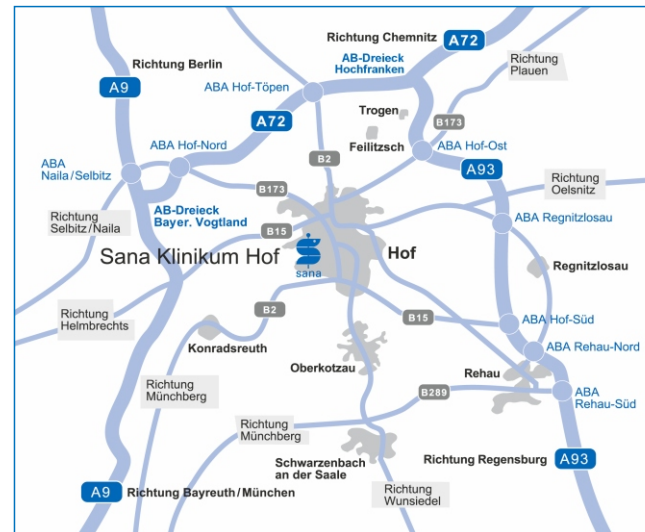 Richtung Chemnitz
A72
Richtung
Plauen
Richtung Berlin
AB-Dreieck
Hochfranken
A9
ABA Hof-Töpen
Trogen
A72
B173
Feilitzsch
ABA Hof-Nord
ABA Hof-Ost
B2
ABA
Naila/Selbitz
A93
Richtung
Oelsnitz
B173
AB-Dreieck
Bayer. Vogtland
Richtung
Selbitz/Naila
ABA Regnitzlosau
B15
Sana Klinikum Hof
sana
Hof
Regnitzlosau
Richtung
Helmbrechts
B2
B15
ABA Hof-Süd
Konradsreuth
ABA Rehau-Nord
Oberkotzau
Rehau
Richtung
Münchberg
B289
ABA
Rehau-Süd
Richtung
Münchberg
Schwarzenbach
an der Saale
Richtung Regensburg
A93
A9
Richtung Bayreuth/München
Richtung
Wunsiedel